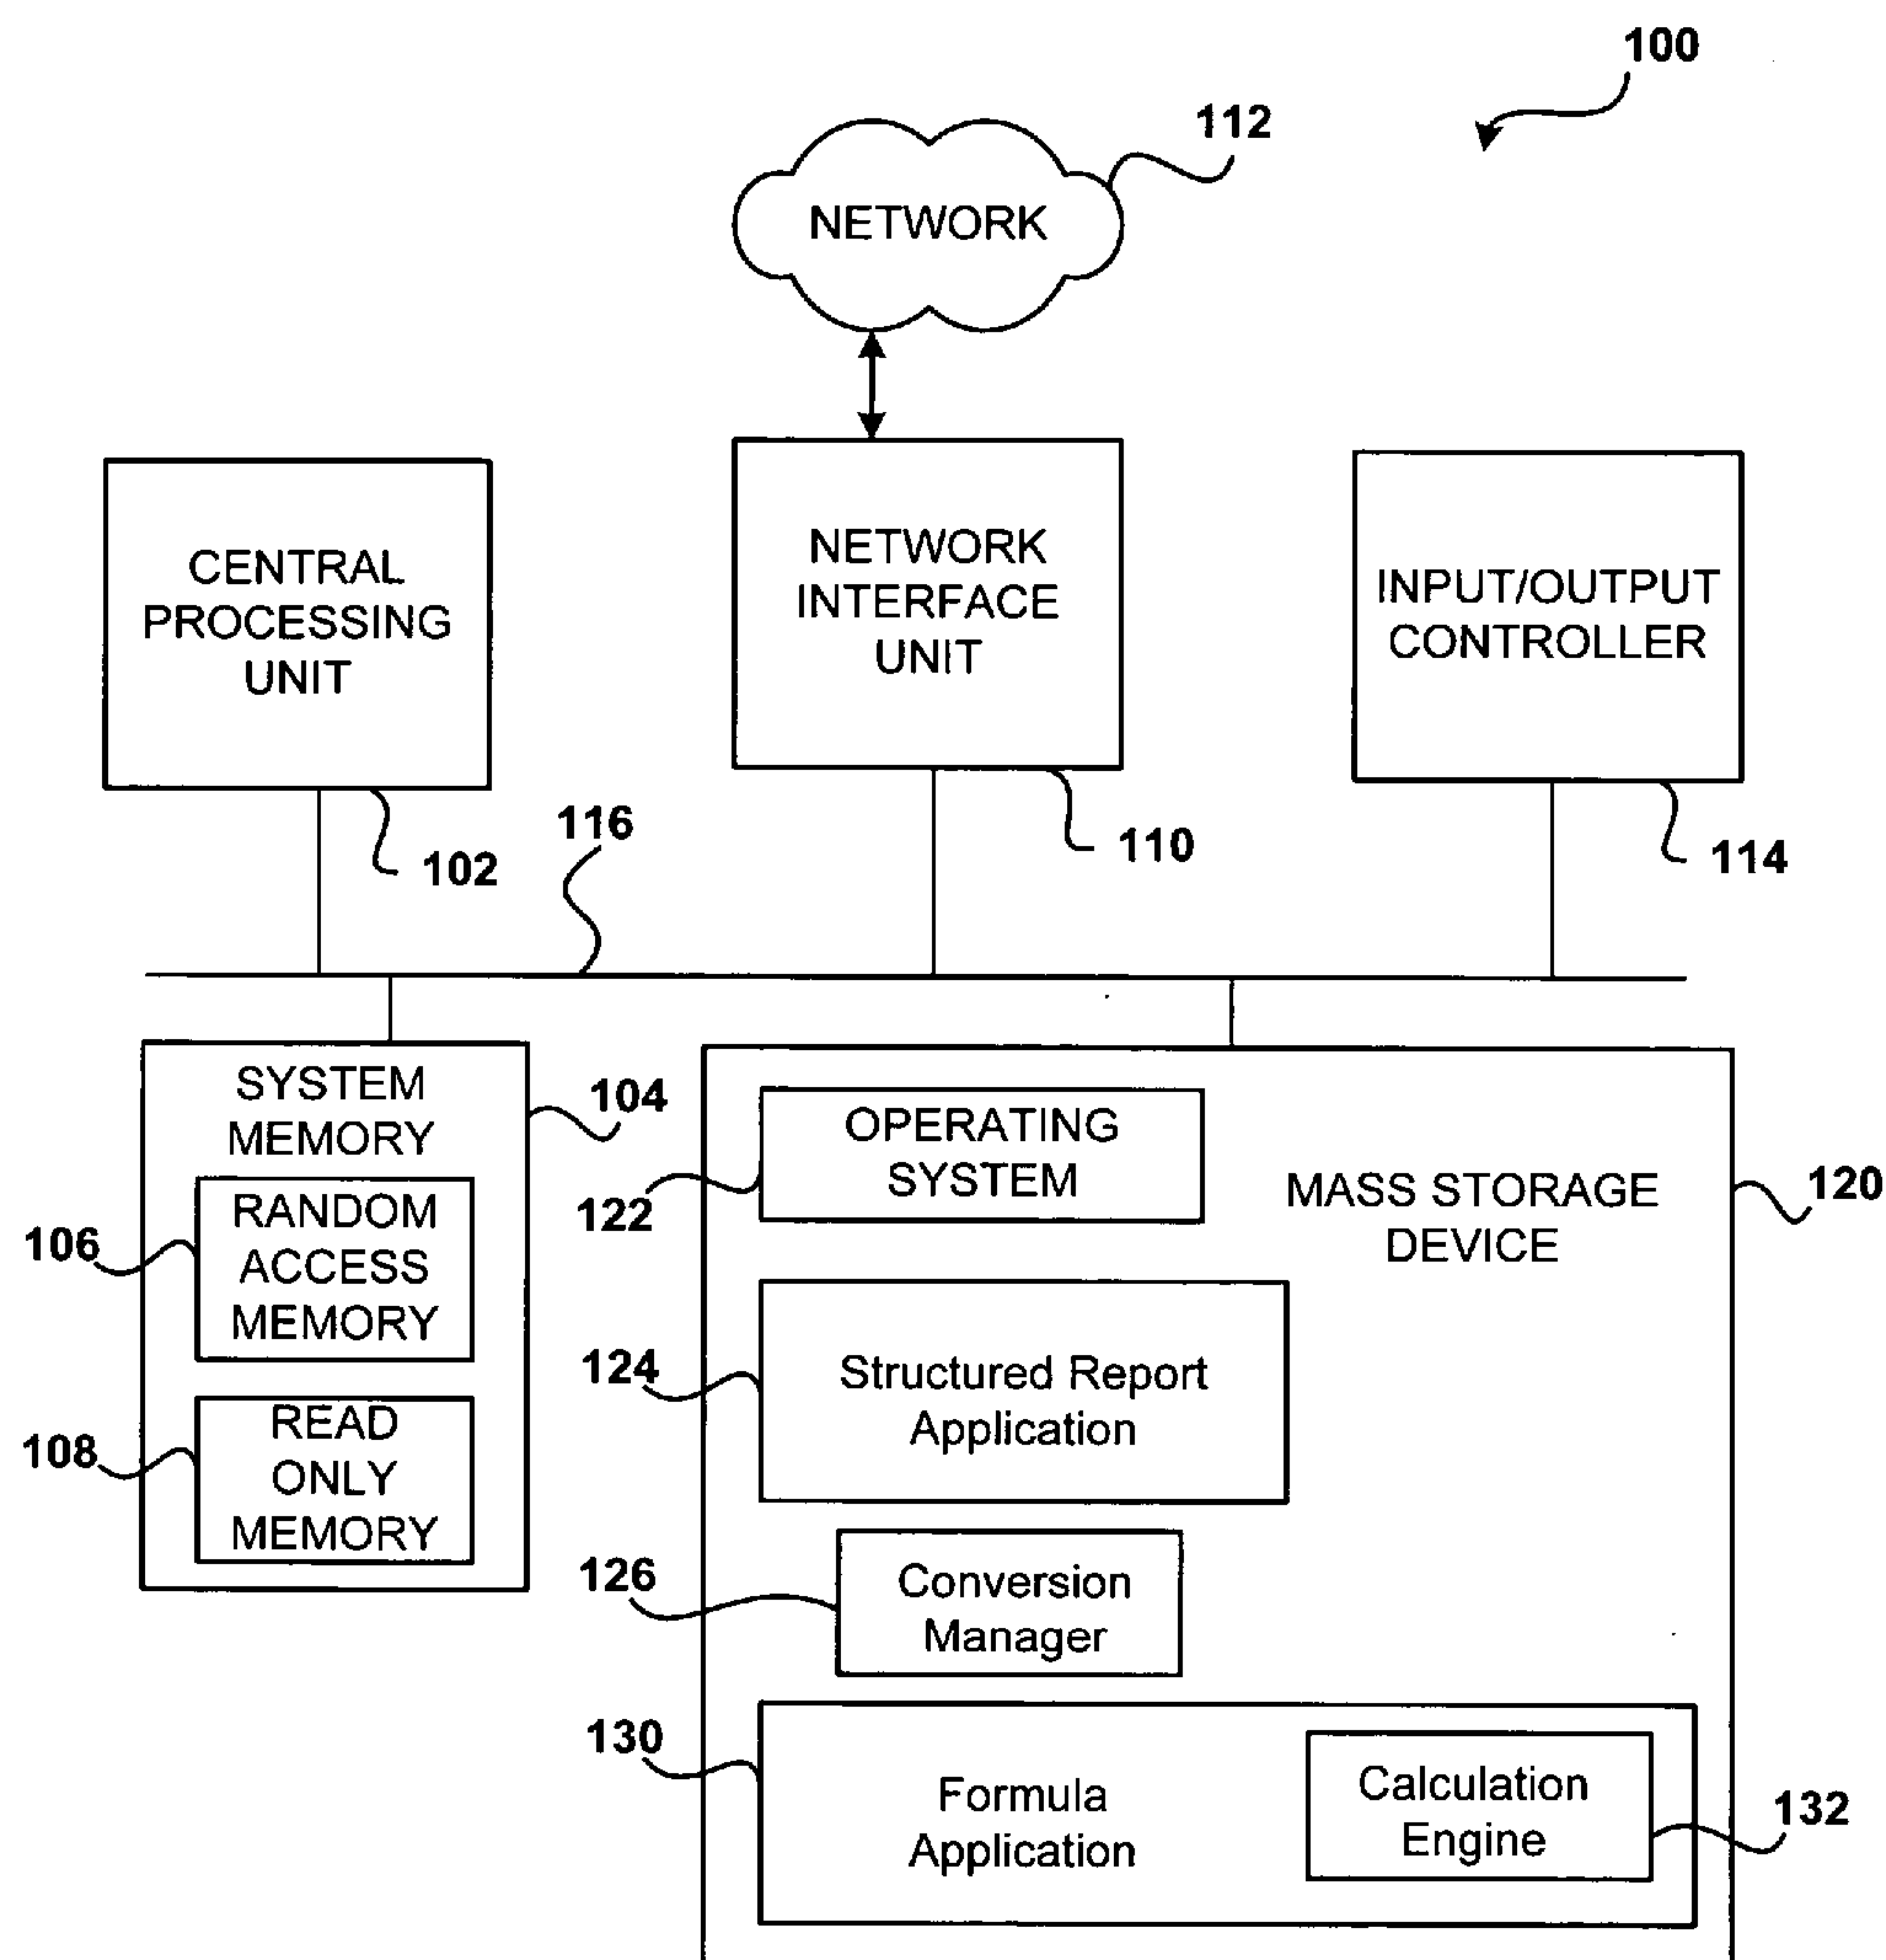 100
112
NETWORK
CENTRAL
PROCESSING
UNIT
NETWORK
INTERFACE
UNIT
INPUT/OUTPUT
CONTROLLER
116
102
110
114
SYSTEM
MEMORY
104
RANDOM
ACCESS
MEMORY
106
READ
ONLY
MEMORY
108
OPERATING
SYSTEM
122
MASS STORAGE
DEVICE
120
124
Structured Report
Application
126
Conversion
Manager
130
Formula
Application
Calculation
Engine
132